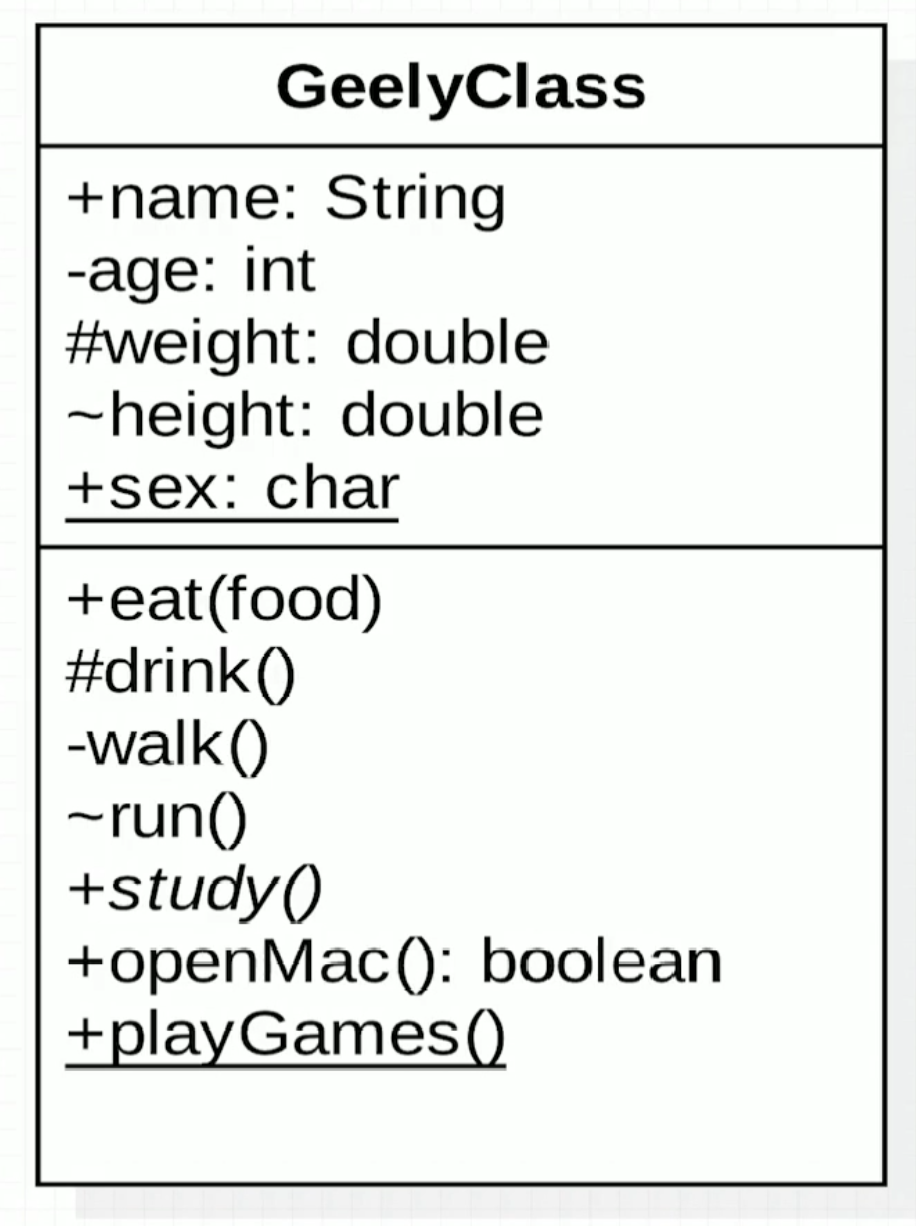 GeelyClass
+name: String
-age: int
#weight: double
~height: double
+sex: char
+eat(food)
#drink()
-walk()
~run()
+study()
+openMac(): boolean
+playGames()